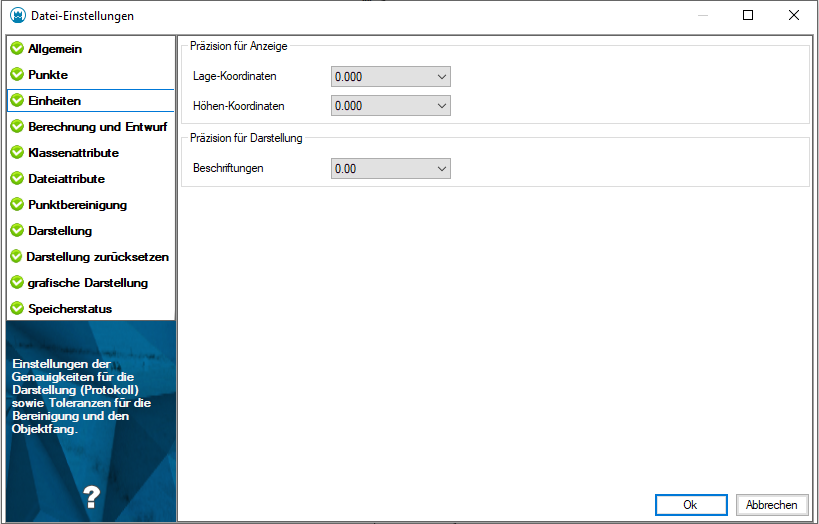 Datei-Einstellungen
Allgemein
Punkte
Einheiten
Berechnung und Entwurf
Klassenattribute
Dateiattribute
Punktbereinigung
Darstellung
Darstellung zurücksetzen
grafische Darstellung
Speicherstatus
Einstellungen der
Genauigkeiten für die
Darstellung (Protokoll)
sowie Toleranzen für die
Bereinigung und den
Objektfang.
?
Präzision für Anzeige
Lage-Koordinaten 0.000
Höhen-Koordinaten 0.000
Präzision für Darstellung
Beschriftungen 0.00
Ok Abbrechen